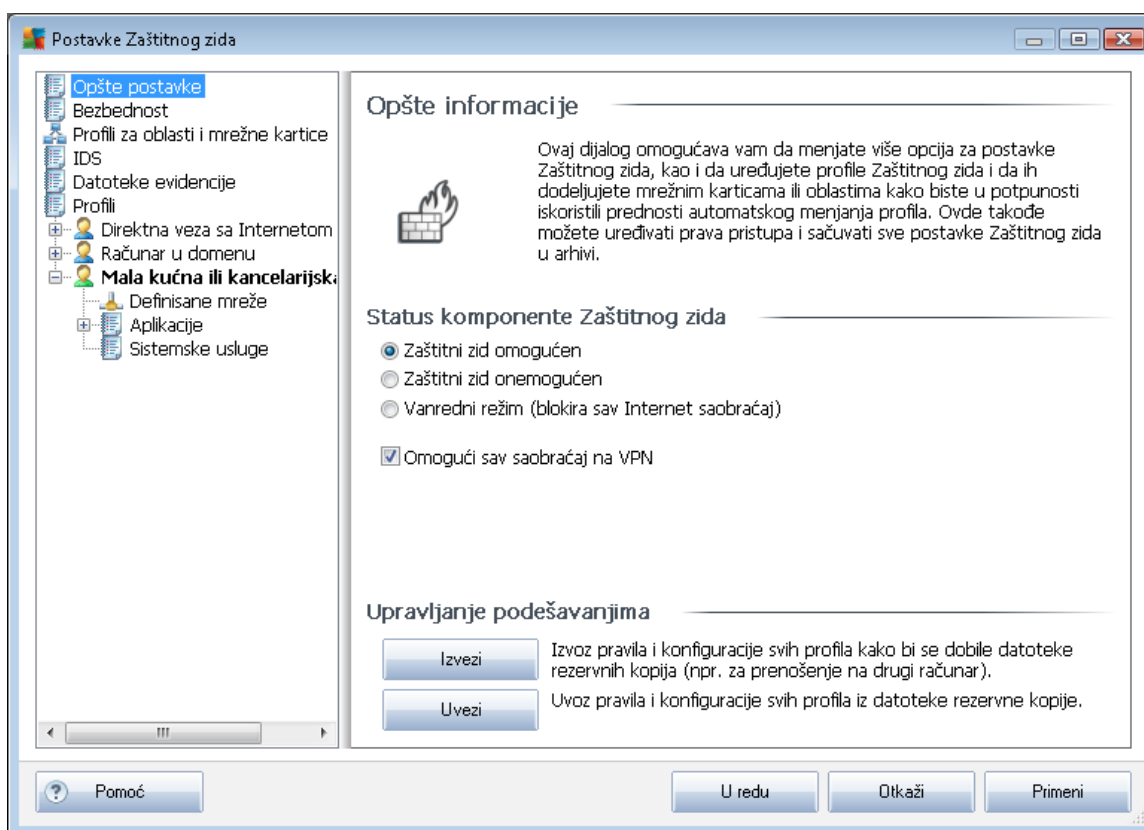 Postavke Zaštitnog zida
Opšte postavke
Bezbednost
Profili za oblasti i mrežne kartice
IDS
Datoteke evidencije
Profili
Direktna veza sa Internetom
Računar u domenu
Mala kućna ili kancelarijska
Definisane mreže
Aplikacije
Sistemske usluge
Opšte informacije
Ovaj dijalog omogućava vam da menjate više opcija za postavke
Zaštitnog zida, kao i da uređujete profile Zaštitnog zida i da ih
dodeljujete mrežnim karticama ili oblastima kako biste u potpunosti
iskoristili prednosti automatskog menjanja profila. Ovde takođe
možete uređivati prava pristupa i sačuvati sve postavke Zaštitnog zida
u arhivi.
Status komponente Zaštitnog zida
Zaštitni zid omogućen
Zaštitni zid onemogućen
Vanredni režim (blokira sav Internet saobraćaj)
Omogući sav saobraćaj na VPN
Upravljanje podešavanjima
Izvezi
Izvoz pravila i konfiguracije svih profila kako bi se dobile datoteke
rezervnih kopija (npr. za prenošenje na drugi računar).
Uvezi
Uvoz pravila i konfiguracije svih profila iz datoteke rezervne kopije.
Pomoć
U redu
Otkaži
Primeni